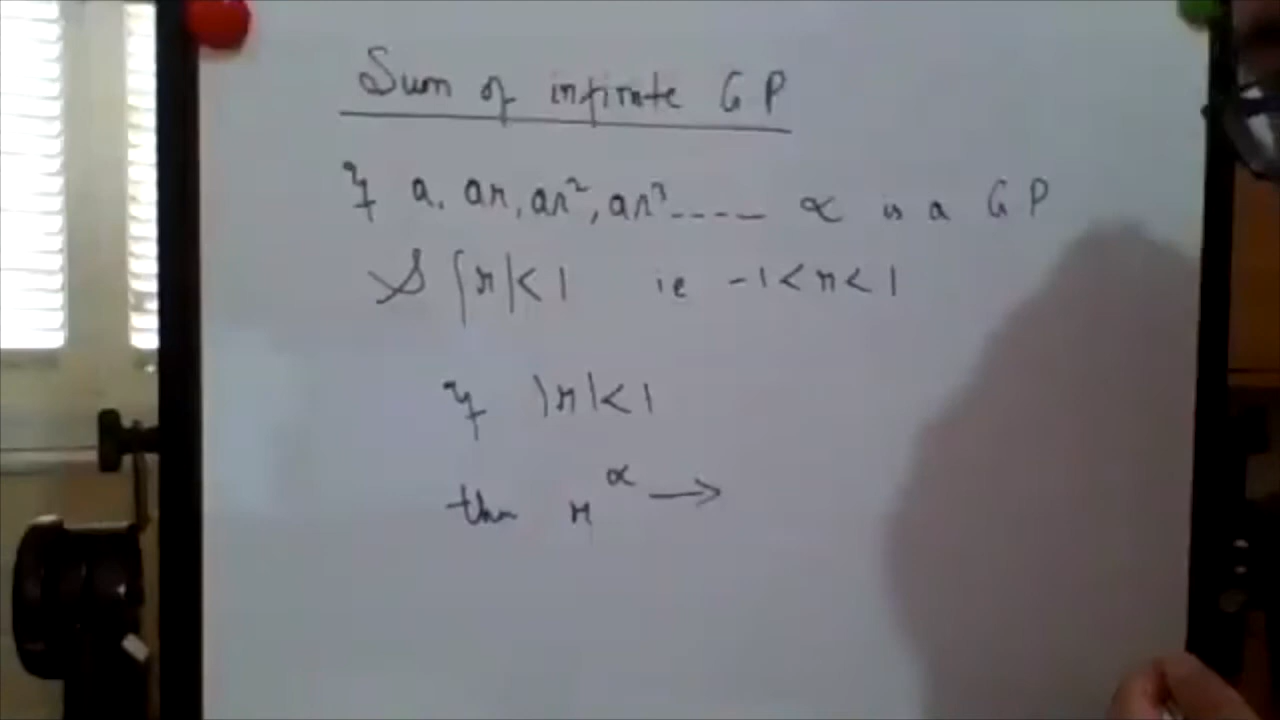 Sum of infinite G P
If a, ar, ar², ar³ ---- ∝ is a G P
& |r| < 1 ie -1 < r < 1
If |r| < 1
then r^∝ →